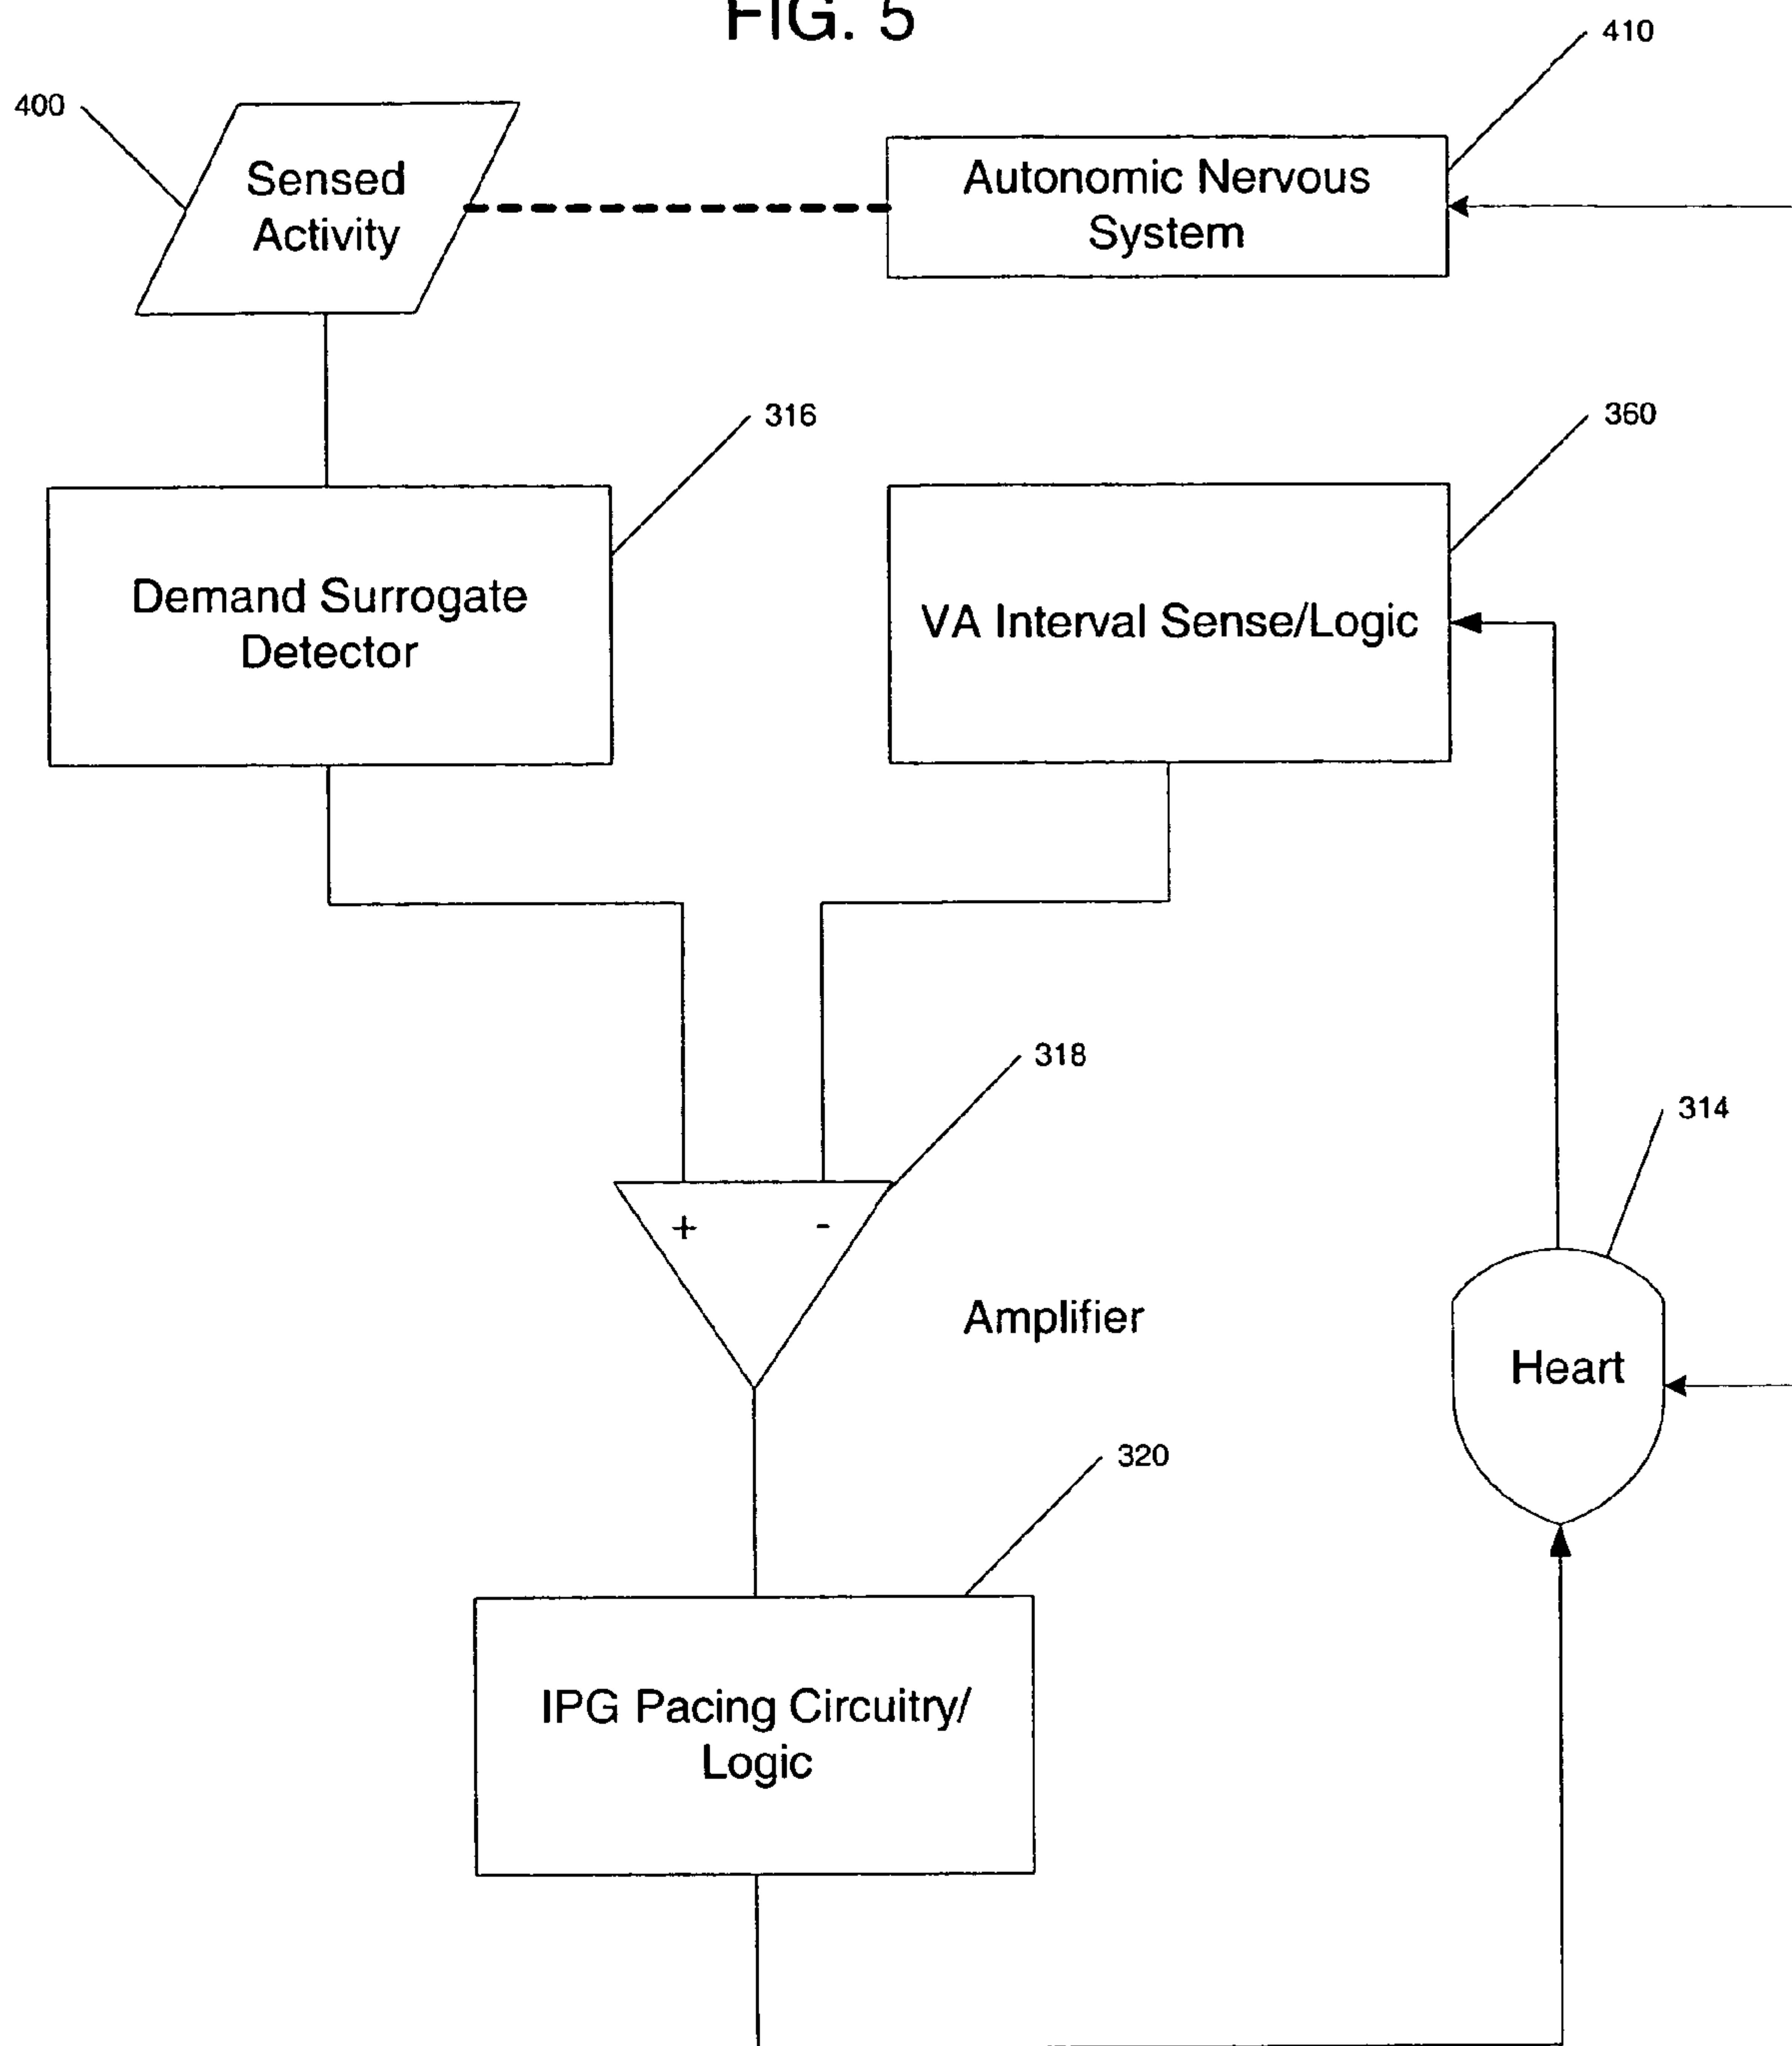 FIG. 5
410
400
Sensed
Activity
Autonomic Nervous
System
316
360
Demand Surrogate
Detector
VA Interval Sense/Logic
318
314
+ -
Amplifier
Heart
320
IPG Pacing Circuitry/
Logic